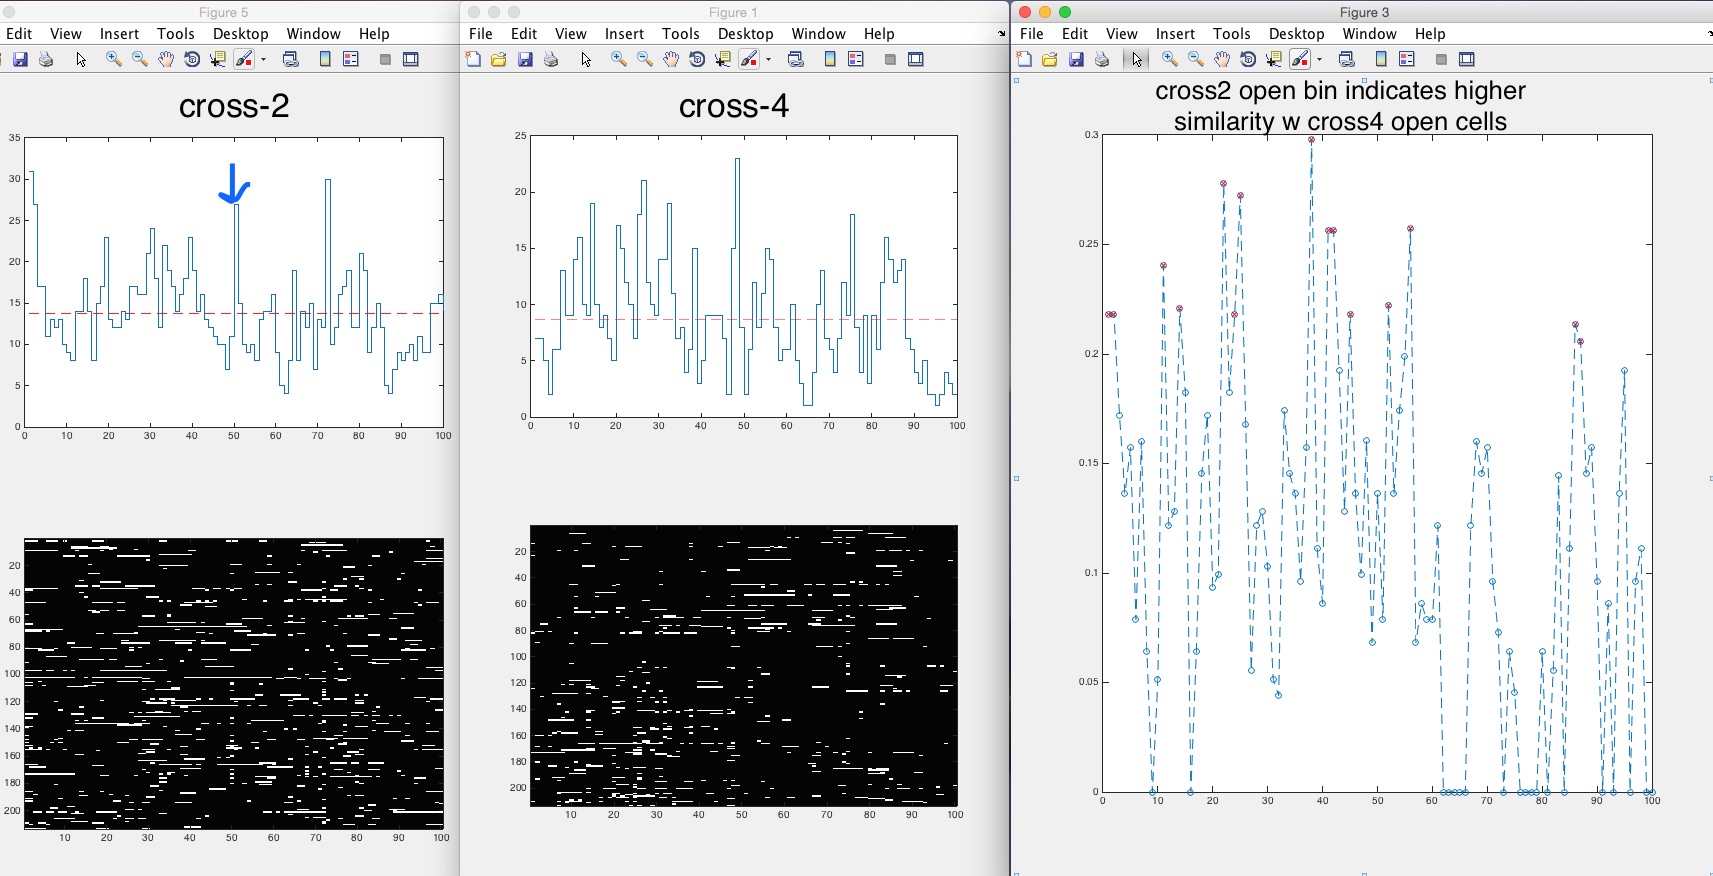 Figure 5
Edit View Insert Tools Desktop Window Help
cross-2
35
30
25
20
15
10
5
0
0 10 20 30 40 50 60 70 80 90 100
20
40
60
80
100
120
140
160
180
200
10 20 30 40 50 60 70 80 90 100
Figure 1
File Edit View Insert Tools Desktop Window Help
cross-4
25
20
15
10
5
0
0 10 20 30 40 50 60 70 80 90 100
20
40
60
80
100
120
140
160
180
200
10 20 30 40 50 60 70 80 90 100
Figure 3
File Edit View Insert Tools Desktop Window Help
cross2 open bin indicates higher
similarity w cross4 open cells
0.3
0.25
0.2
0.15
0.1
0.05
0
0 10 20 30 40 50 60 70 80 90 100